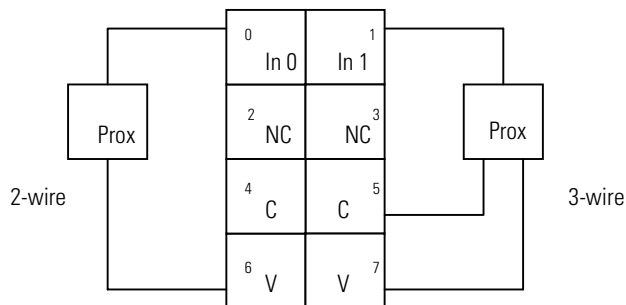 0 1
In 0 In 1
Prox Prox
2 3
NC NC
2-wire 3-wire
4 5
C C
6 7
V V